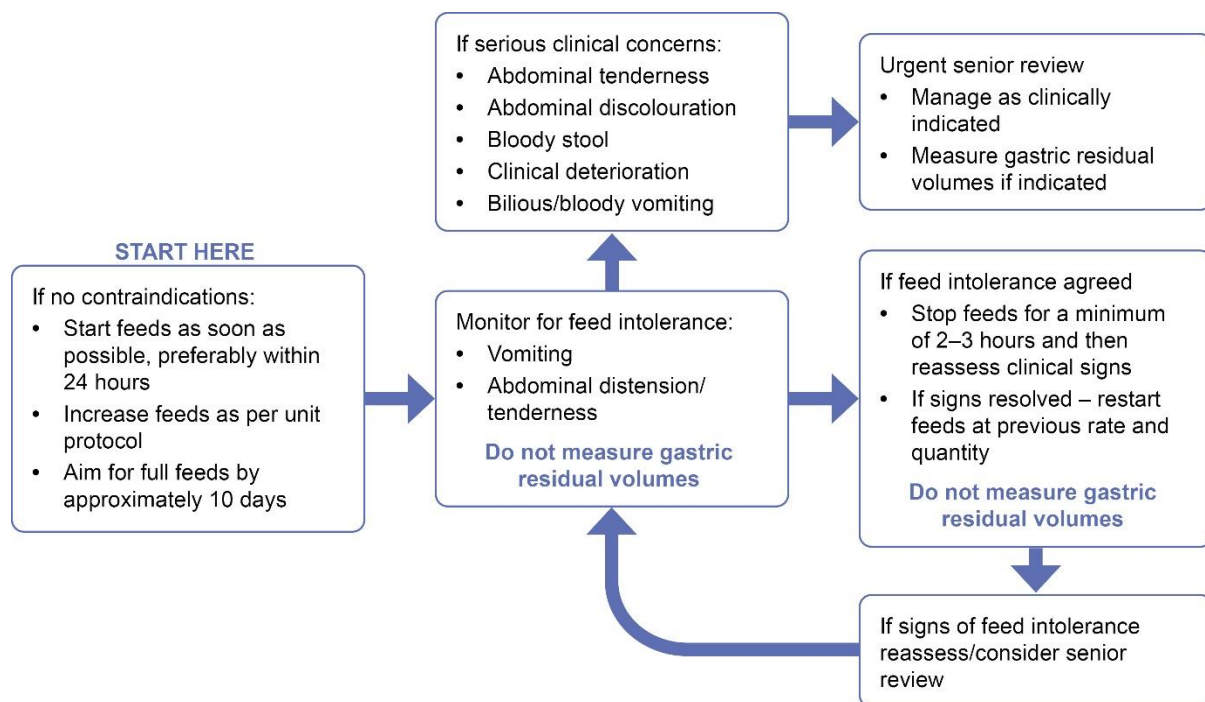 START HERE
If no contraindications:
• Start feeds as soon as
possible, preferably within
24 hours
• Increase feeds as per unit
protocol
• Aim for full feeds by
approximately 10 days
Monitor for feed intolerance:
• Vomiting
• Abdominal distension/
tenderness
Do not measure gastric
residual volumes
If serious clinical concerns:
• Abdominal tenderness
• Abdominal discolouration
• Bloody stool
• Clinical deterioration
• Bilious/bloody vomiting
Urgent senior review
• Manage as clinically
indicated
• Measure gastric residual
volumes if indicated
If feed intolerance agreed
• Stop feeds for a minimum
of 2–3 hours and then
reassess clinical signs
• If signs resolved – restart
feeds at previous rate and
quantity
Do not measure gastric
residual volumes
If signs of feed intolerance
reassess/consider senior
review